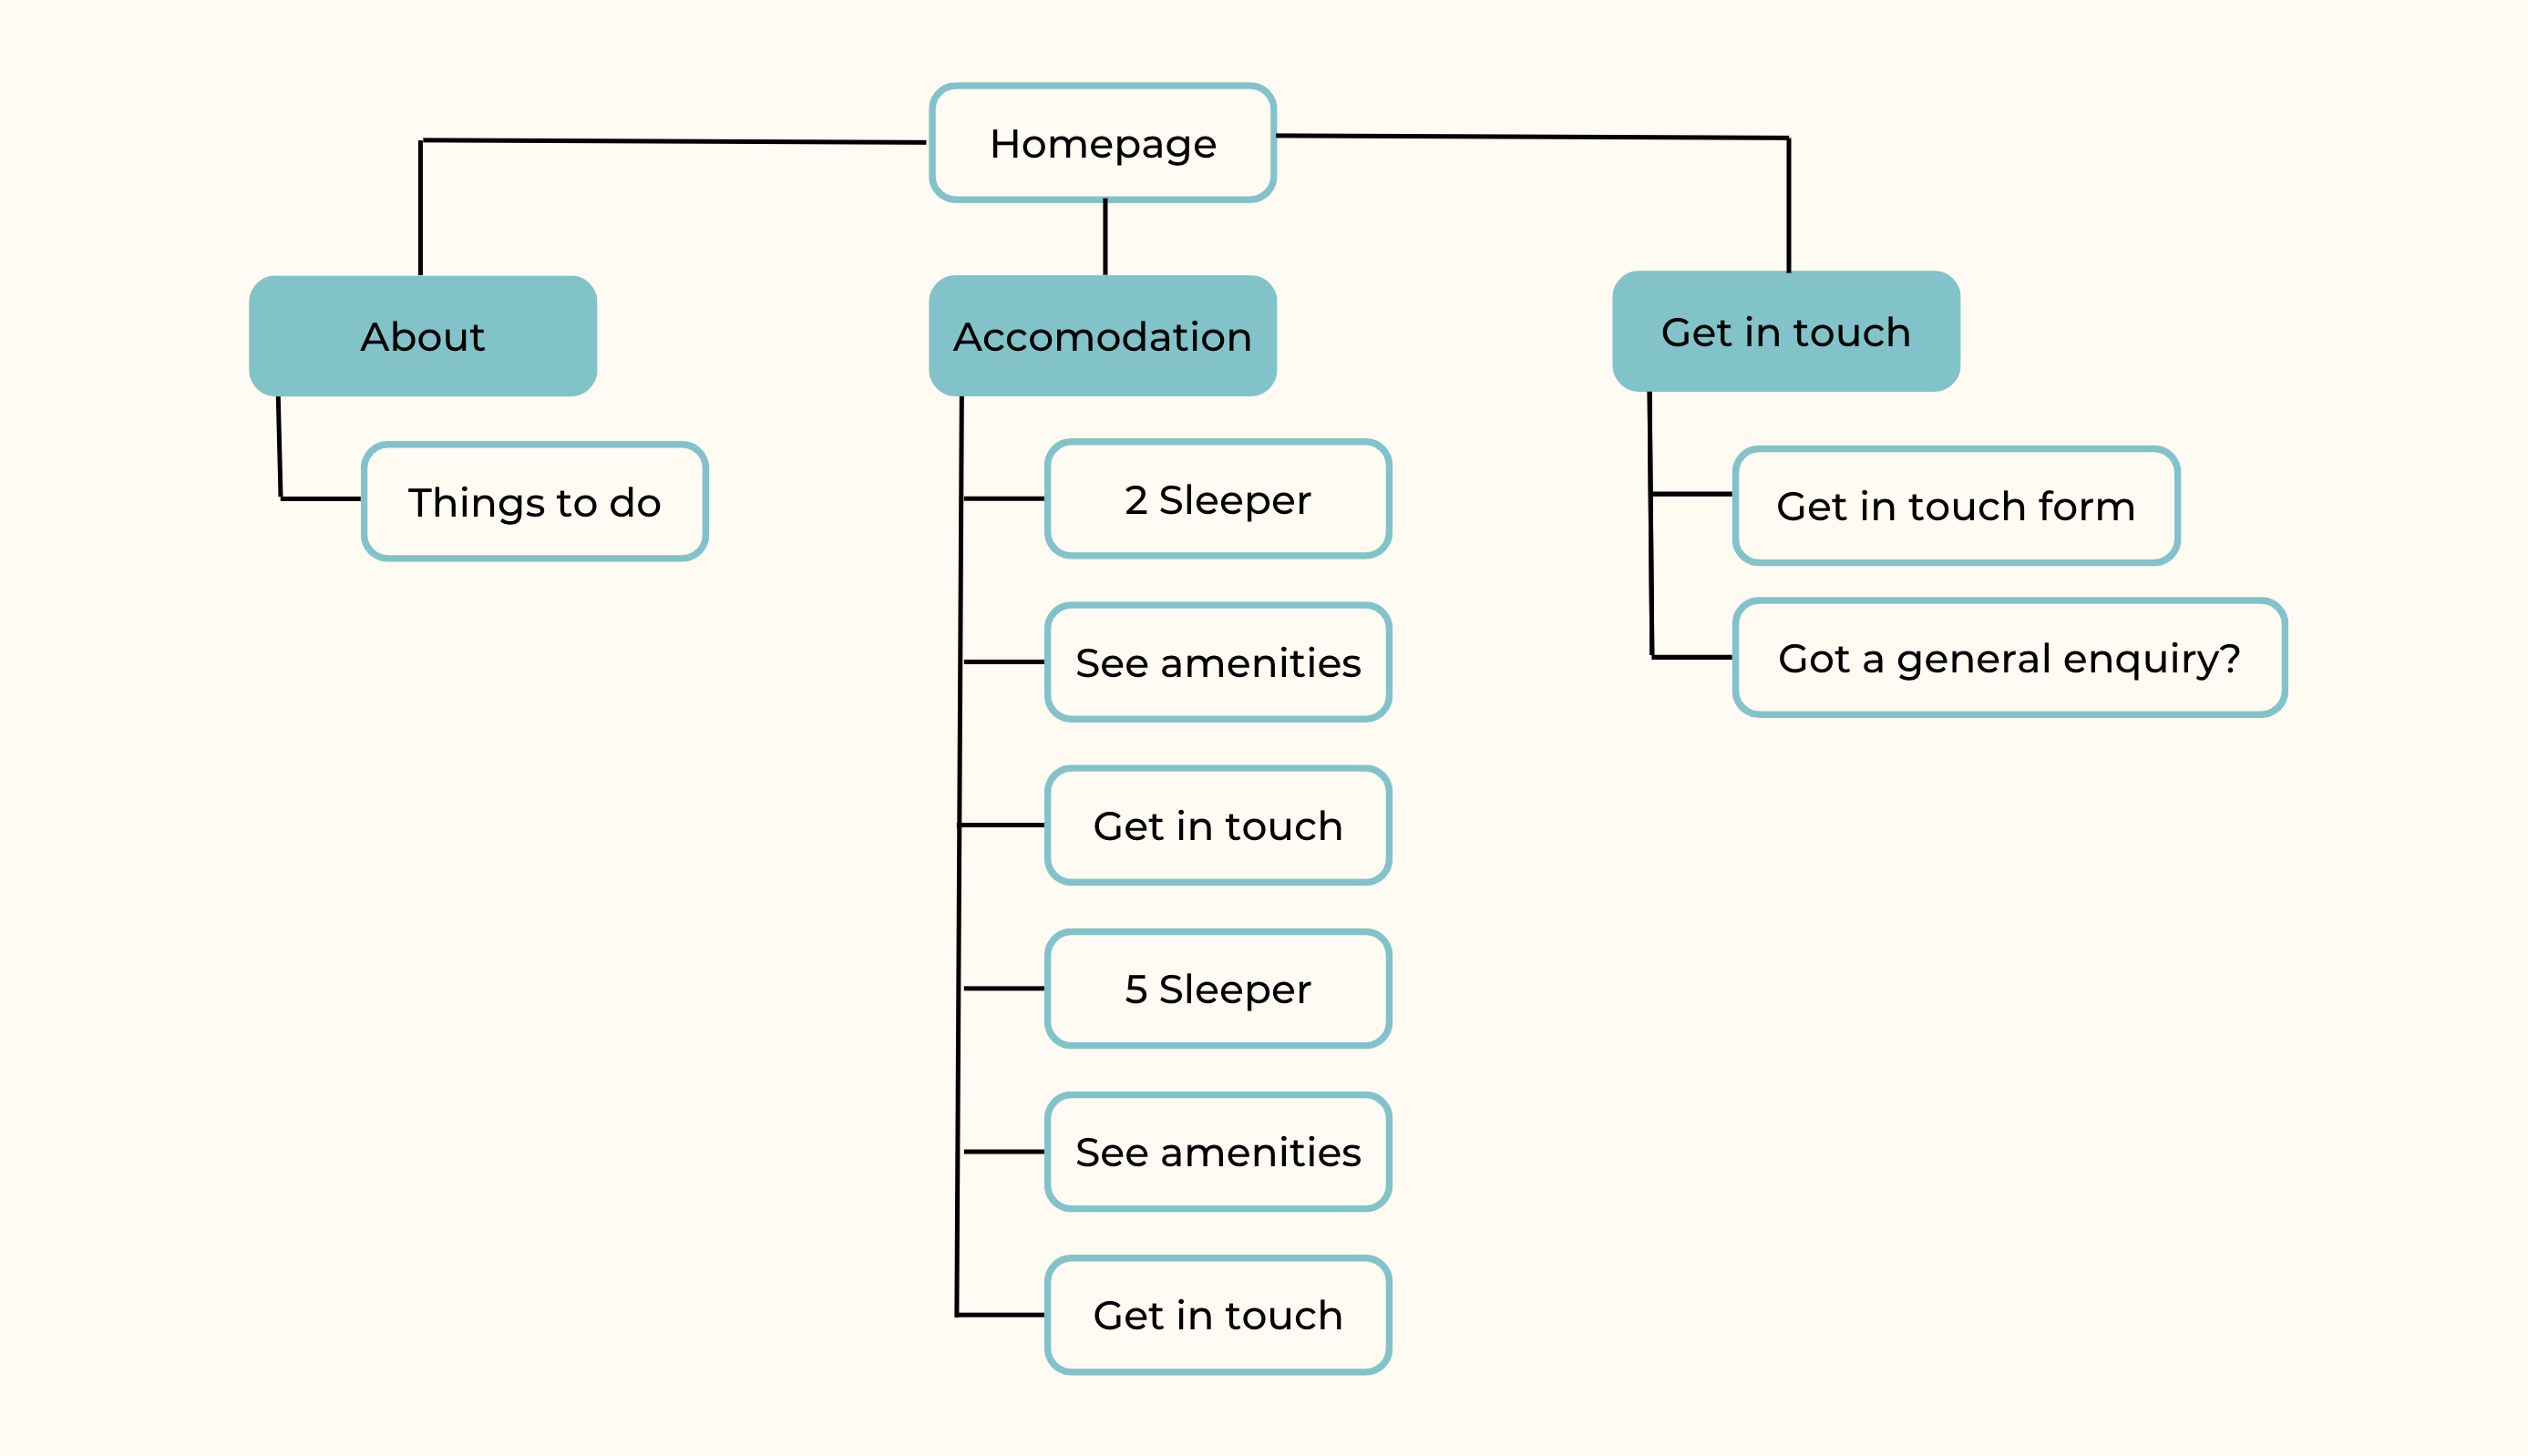 Homepage
About
Accomodation
Get in touch
Things to do
2 Sleeper
See amenities
Get in touch
5 Sleeper
See amenities
Get in touch
Get in touch form
Got a general enquiry?